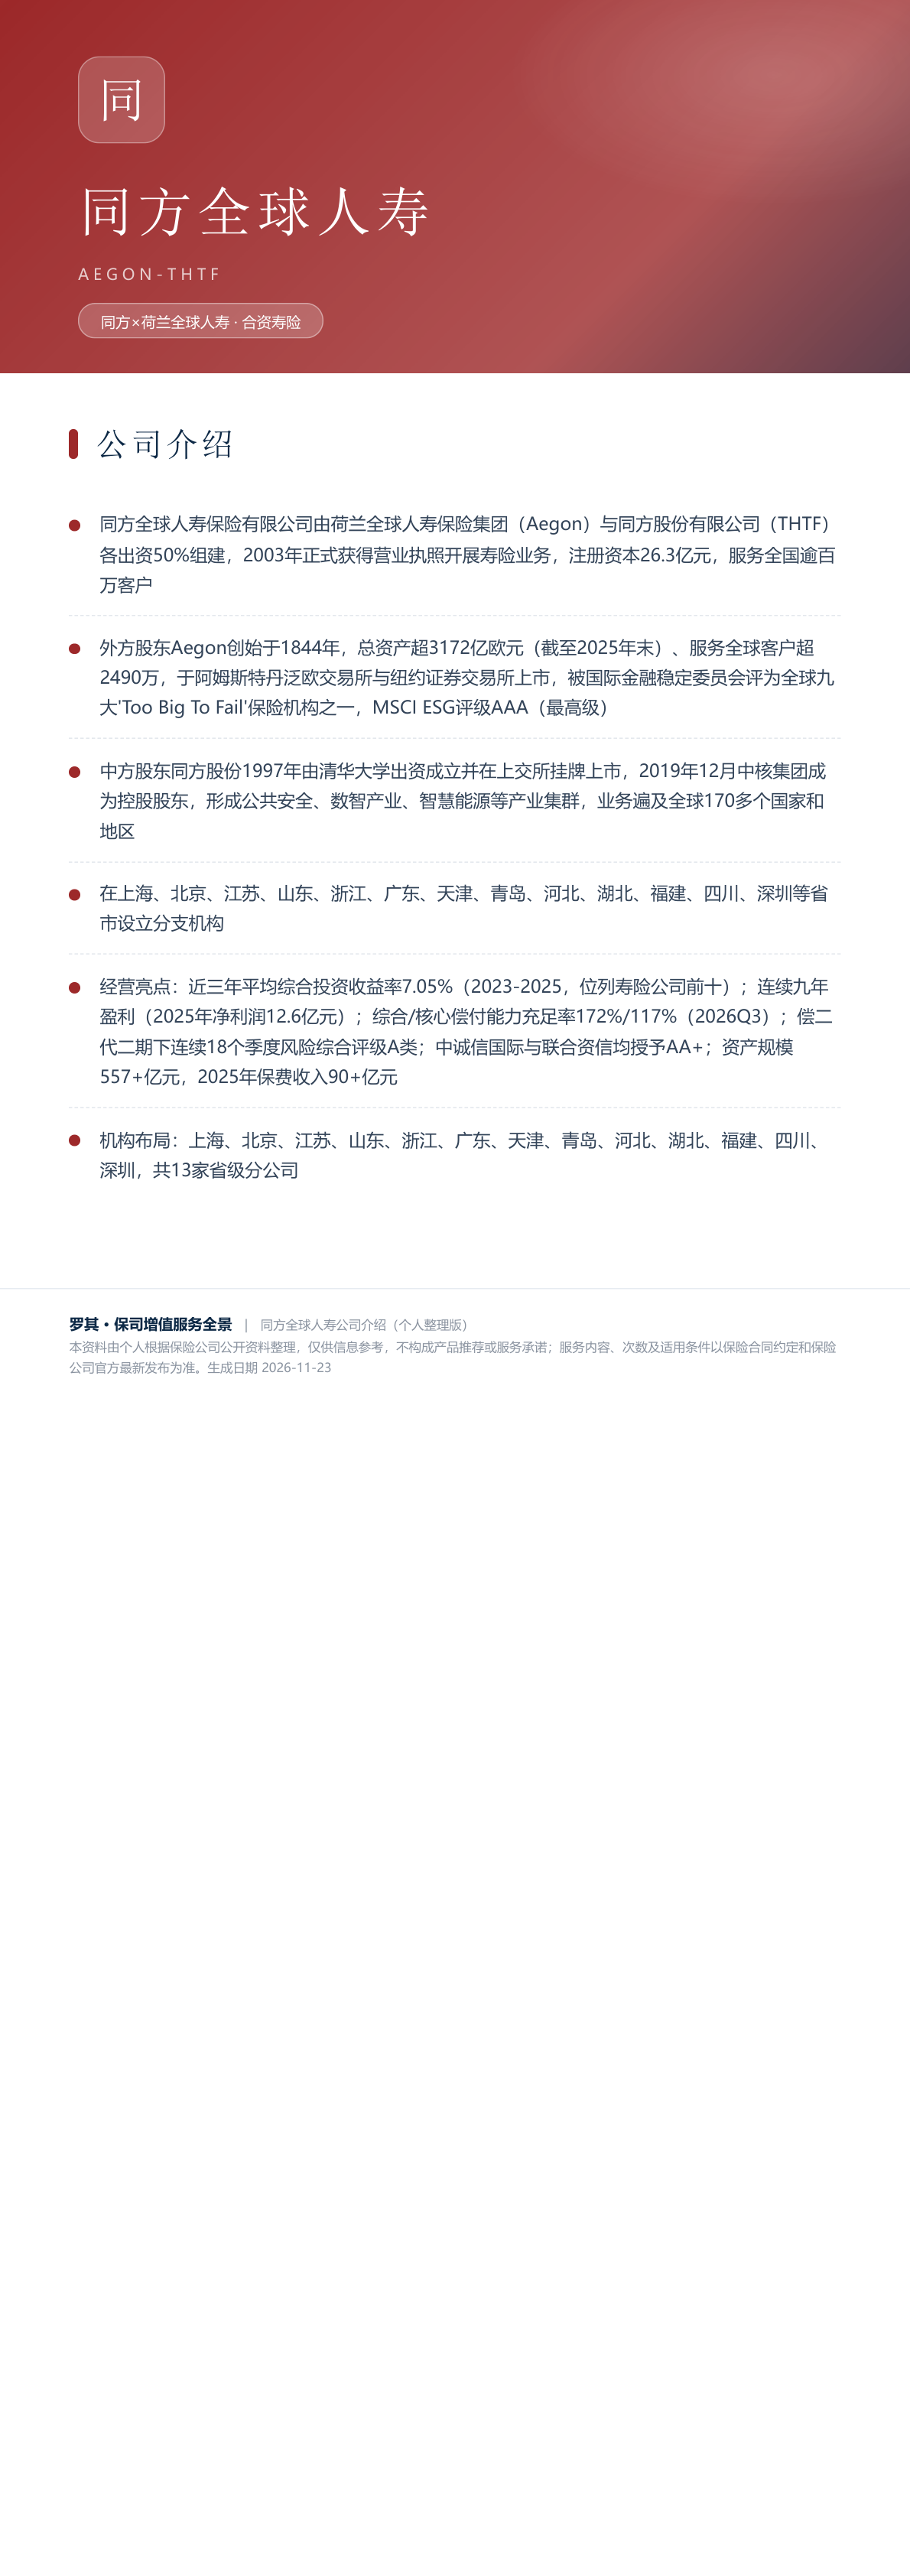 同
同方全球人寿
AEGON-THTF
同方×荷兰全球人寿 · 合资寿险
公司介绍
同方全球人寿保险有限公司由荷兰全球人寿保险集团（Aegon）与同方股份有限公司（THTF）
各出资50%组建，2003年正式获得营业执照开展寿险业务，注册资本26.3亿元，服务全国逾百
万客户
外方股东Aegon创始于1844年，总资产超3172亿欧元（截至2025年末）、服务全球客户超
2490万，于阿姆斯特丹泛欧交易所与纽约证券交易所上市，被国际金融稳定委员会评为全球九
大'Too Big To Fail'保险机构之一，MSCI ESG评级AAA（最高级）
中方股东同方股份1997年由清华大学出资成立并在上交所挂牌上市，2019年12月中核集团成
为控股股东，形成公共安全、数智产业、智慧能源等产业集群，业务遍及全球170多个国家和
地区
在上海、北京、江苏、山东、浙江、广东、天津、青岛、河北、湖北、福建、四川、深圳等省
市设立分支机构
经营亮点：近三年平均综合投资收益率7.05%（2023-2025，位列寿险公司前十）；连续九年
盈利（2025年净利润12.6亿元）；综合/核心偿付能力充足率172%/117%（2026Q3）；偿二
代二期下连续18个季度风险综合评级A类；中诚信国际与联合资信均授予AA+；资产规模
557+亿元，2025年保费收入90+亿元
机构布局：上海、北京、江苏、山东、浙江、广东、天津、青岛、河北、湖北、福建、四川、
深圳，共13家省级分公司
罗其·保司增值服务全景 | 同方全球人寿公司介绍（个人整理版）
本资料由个人根据保险公司公开资料整理，仅供信息参考，不构成产品推荐或服务承诺；服务内容、次数及适用条件以保险合同约定和保险
公司官方最新发布为准。生成日期 2026-11-23